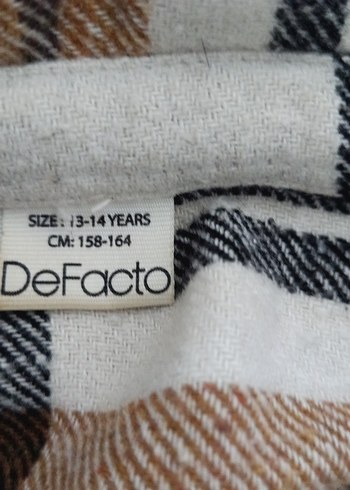 SIZE: 13-14 YEARS
CM: 158-164
DeFacto